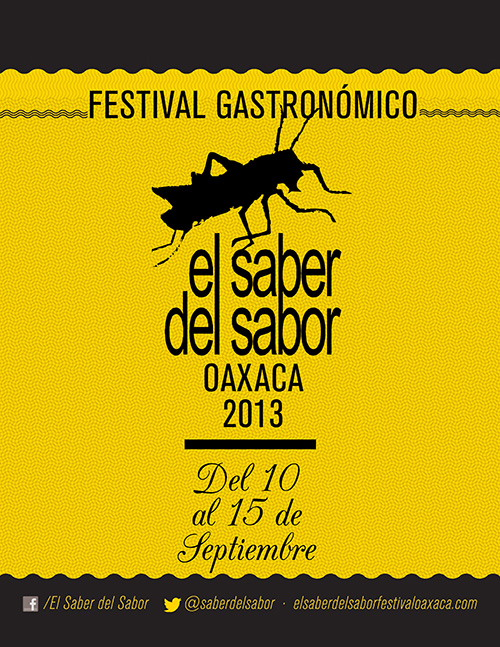 FESTIVAL GASTRONÓMICO
el saber
del sabor
OAXACA
2013
Del 10
al 15 de
Septiembre
/El Saber del Sabor @saberdelsabor · elsaberdelsaborfestivaloaxaca.com